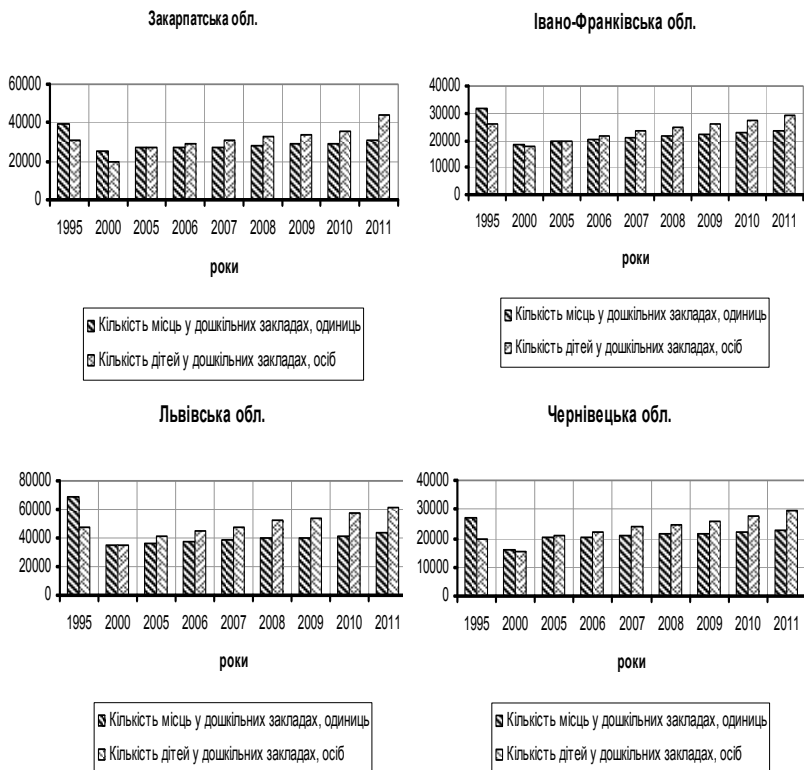 Закарпатська обл.
60000
40000
20000
0
1995 2000 2005 2006 2007 2008 2009 2010 2011
роки
Кількість місць у дошкільних закладах, одиниць
Кількість дітей у дошкільних закладах, осіб
Івано-Франківська обл.
40000
30000
20000
10000
0
1995 2000 2005 2006 2007 2008 2009 2010 2011
роки
Кількість місць у дошкільних закладах, одиниць
Кількість дітей у дошкільних закладах, осіб
Львівська обл.
80000
60000
40000
20000
0
1995 2000 2005 2006 2007 2008 2009 2010 2011
роки
Кількість місць у дошкільних закладах, одиниць
Кількість дітей у дошкільних закладах, осіб
Чернівецька обл.
40000
30000
20000
10000
0
1995 2000 2005 2006 2007 2008 2009 2010 2011
роки
Кількість місць у дошкільних закладах, одиниць
Кількість дітей у дошкільних закладах, осіб